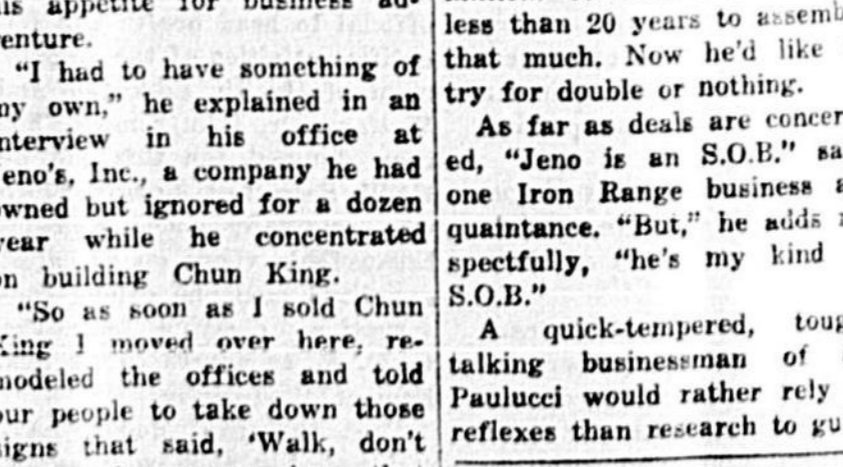 appetite for business ad-
"I had to have something of
own," he explained in an
interview in his office at
Inc., a company he had
owned but ignored for a dozen
year while he concentrated
on building Chun King.
"So as soon as I sold Chun
King I moved over here, re-
modeled the offices and told
our people to take down those
signs that said, 'Walk, don't
less than 20 years to assemb
that much. Now he'd like
try for double or nothing.
As far as deals are concer
ed, "Jeno is an S.O.B." sa
one Iron Range business a
quaintance. "But," he adds
spectfully, "he's my kind
S.O.B."
A quick-tempered, toug
talking businessman of
Paulucci would rather rely
reflexes than research to gu